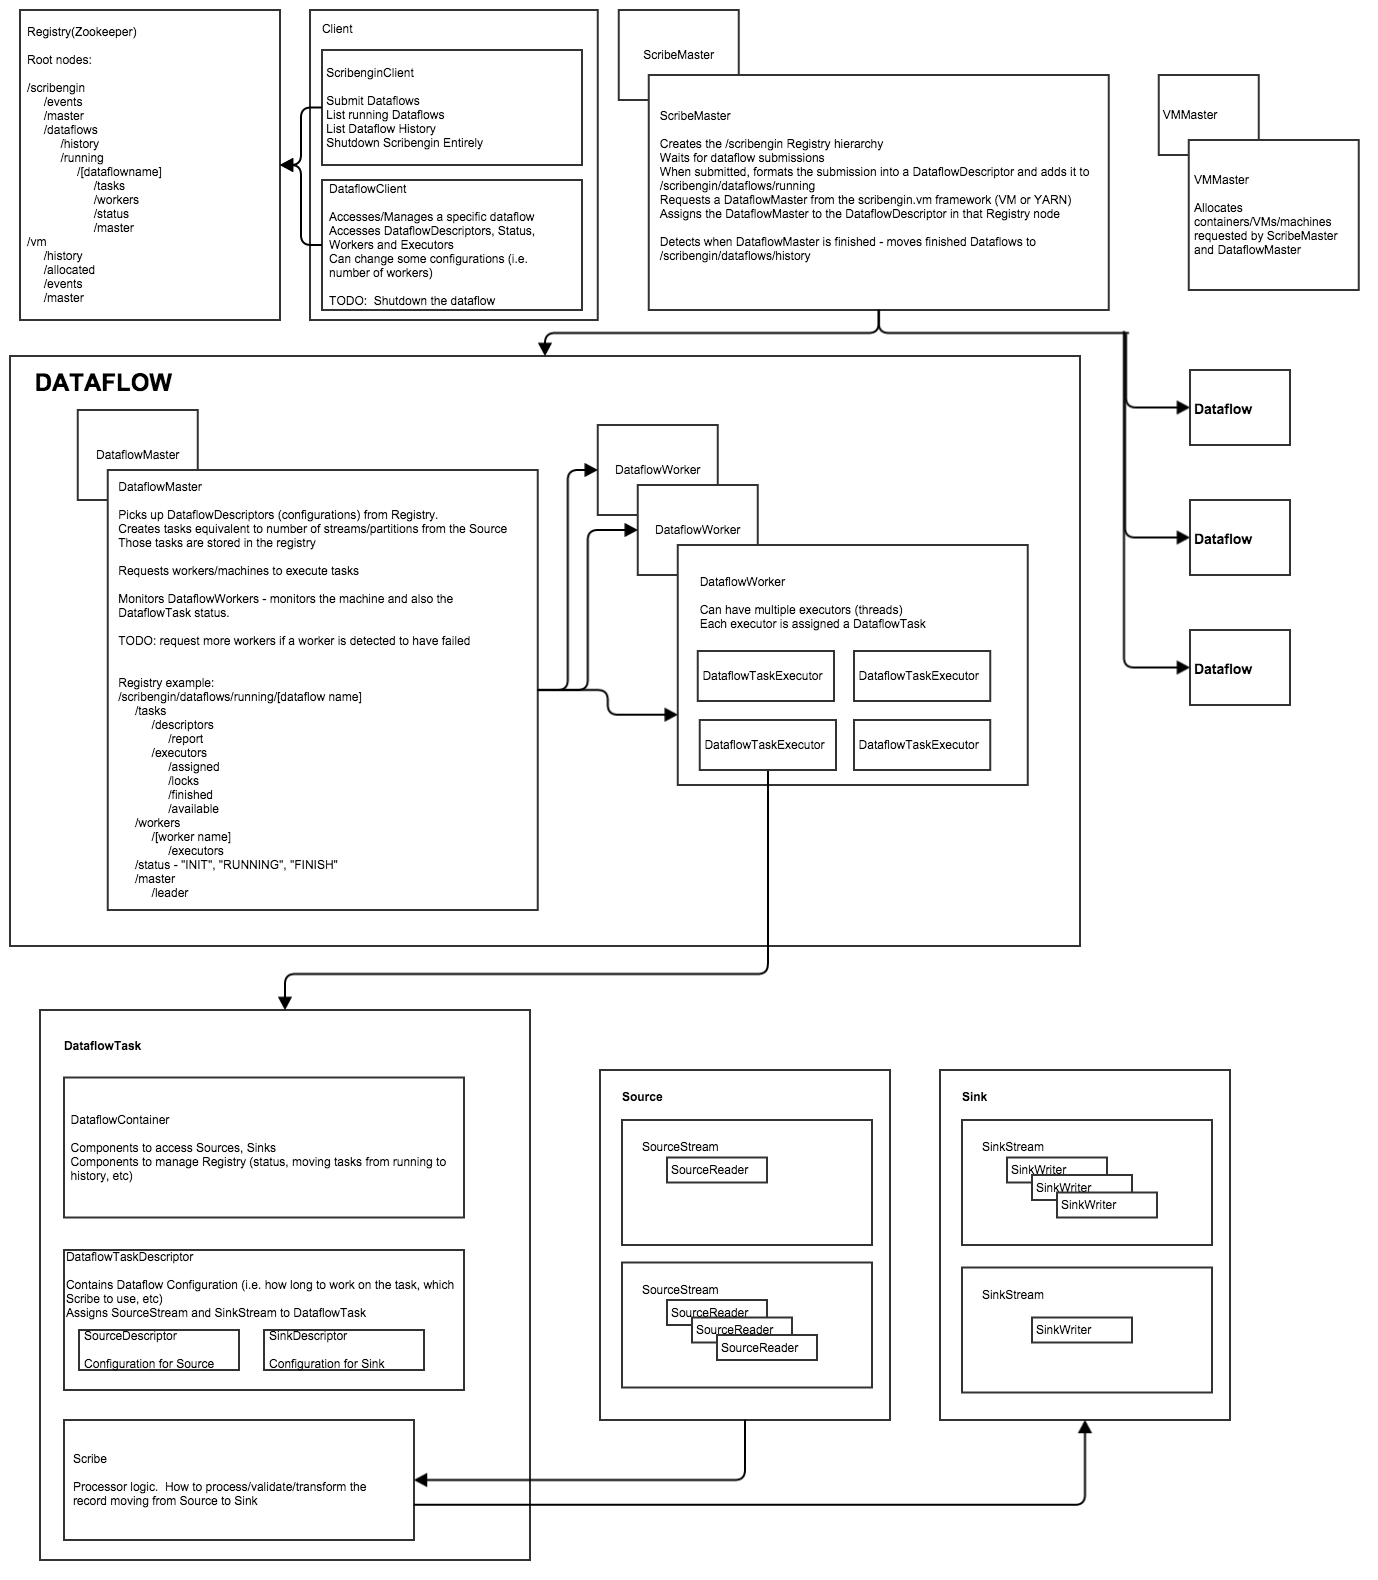 Registry(Zookeeper)
Root nodes:
/scribengin
/events
/master
/dataflows
/history
/running
/[dataflowname]
/tasks
/workers
/status
/master
/vm
/history
/allocated
/events
/master
Client
ScribenginClient
Submit Dataflows
List running Dataflows
List Dataflow History
Shutdown Scribengin Entirely
DataflowClient
Accesses/Manages a specific dataflow
Accesses DataflowDescriptors, Status,
Workers and Executors
Can change some configurations (i.e.
number of workers)
TODO:  Shutdown the dataflow
ScribeMaster
ScribeMaster
Creates the /scribengin Registry hierarchy
Waits for dataflow submissions
When submitted, formats the submission into a DataflowDescriptor and adds it to
/scribengin/dataflows/running
Requests a DataflowMaster from the scribengin.vm framework (VM or YARN)
Assigns the DataflowMaster to the DataflowDescriptor in that Registry node
Detects when DataflowMaster is finished - moves finished Dataflows to
/scribengin/dataflows/history
VMMaster
VMMaster
Allocates
containers/VMs/machines
requested by ScribeMaster
and DataflowMaster
DATAFLOW
DataflowMaster
DataflowMaster
Picks up DataflowDescriptors (configurations) from Registry.
Creates tasks equivalent to number of streams/partitions from the Source
Those tasks are stored in the registry
Requests workers/machines to execute tasks
Monitors DataflowWorkers - monitors the machine and also the
DataflowTask status.
TODO: request more workers if a worker is detected to have failed
Registry example:
/scribengin/dataflows/running/[dataflow name]
/tasks
/descriptors
/report
/executors
/assigned
/locks
/finished
/available
/workers
/[worker name]
/executors
/status - "INIT", "RUNNING", "FINISH"
/master
/leader
DataflowWorker
DataflowWorker
DataflowWorker
Can have multiple executors (threads)
Each executor is assigned a DataflowTask
DataflowTaskExecutor
DataflowTaskExecutor
DataflowTaskExecutor
DataflowTaskExecutor
Dataflow
Dataflow
Dataflow
DataflowTask
DataflowContainer
Components to access Sources, Sinks
Components to manage Registry (status, moving tasks from running to
history, etc)
DataflowTaskDescriptor
Contains Dataflow Configuration (i.e. how long to work on the task, which
Scribe to use, etc)
Assigns SourceStream and SinkStream to DataflowTask
SourceDescriptor
Configuration for Source
SinkDescriptor
Configuration for Sink
Scribe
Processor logic.  How to process/validate/transform the
record moving from Source to Sink
Source
SourceStream
SourceReader
SourceStream
SourceReader
SourceReader
SourceReader
Sink
SinkStream
SinkWriter
SinkWriter
SinkWriter
SinkStream
SinkWriter